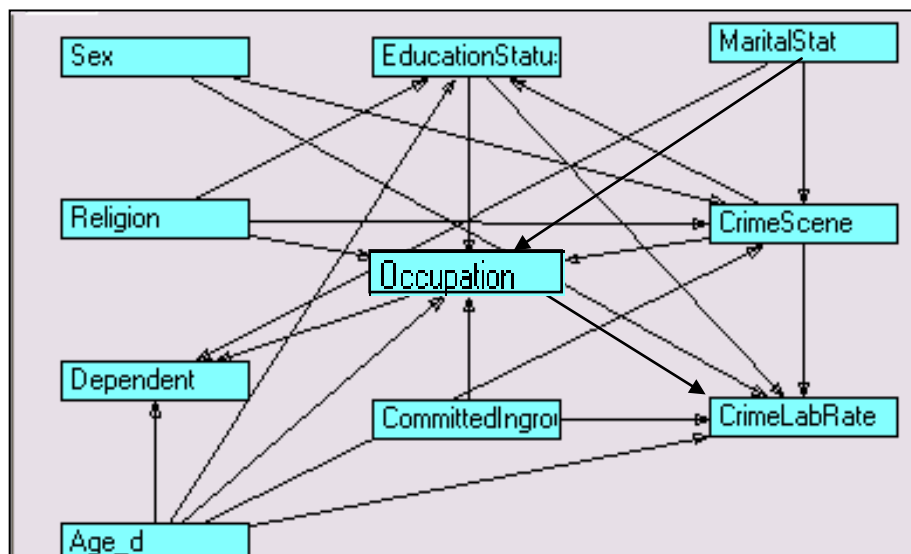 Sex
EducationStatu
MaritalStat
Religion
CrimeScene
Occupation
Dependent
CommittedIngro
CrimeLabRate
Age_d